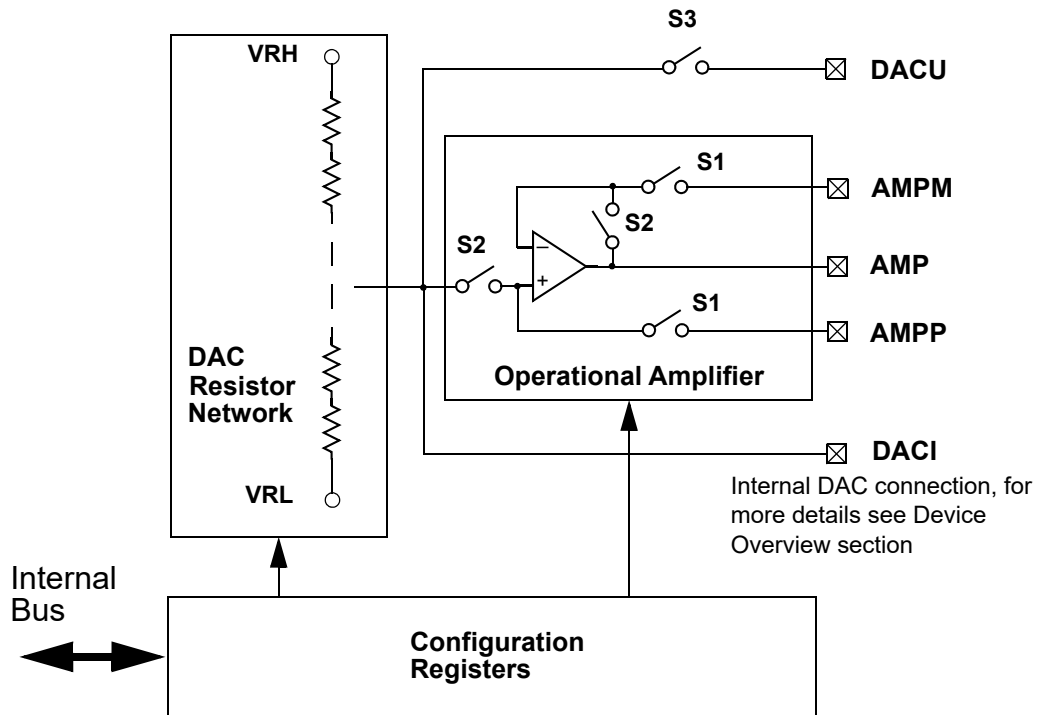 S3
VRH
DACU
S1
AMPM
S2
S2
−
AMP
+
S1
AMPP
DAC
Resistor
Network
Operational Amplifier
DACI
VRL
Internal DAC connection, for
more details see Device
Overview section
Internal
Bus
Configuration
Registers